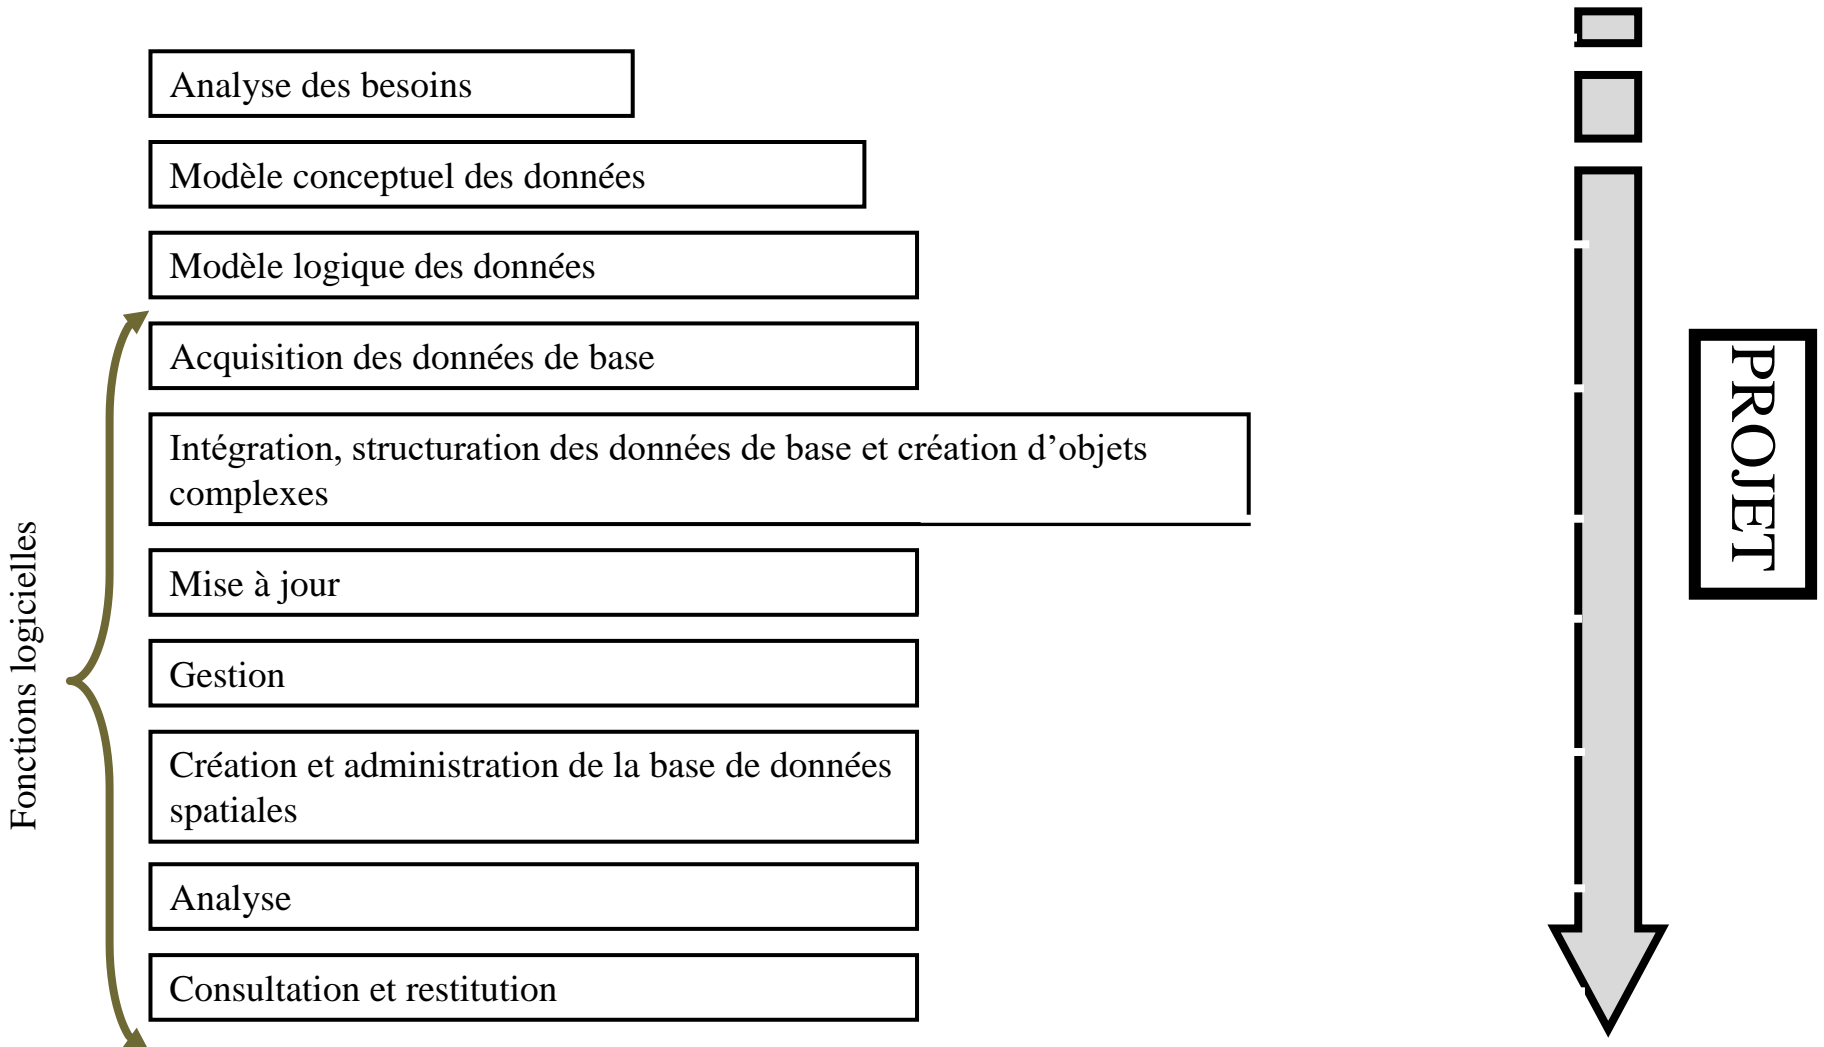 Analyse des besoins
Modèle conceptuel des données
Modèle logique des données
Acquisition des données de base
Intégration, structuration des données de base et création d’objets
complexes
Mise à jour
Gestion
Création et administration de la base de données
spatiales
Analyse
Consultation et restitution
Fonctions logicielles
PROJET